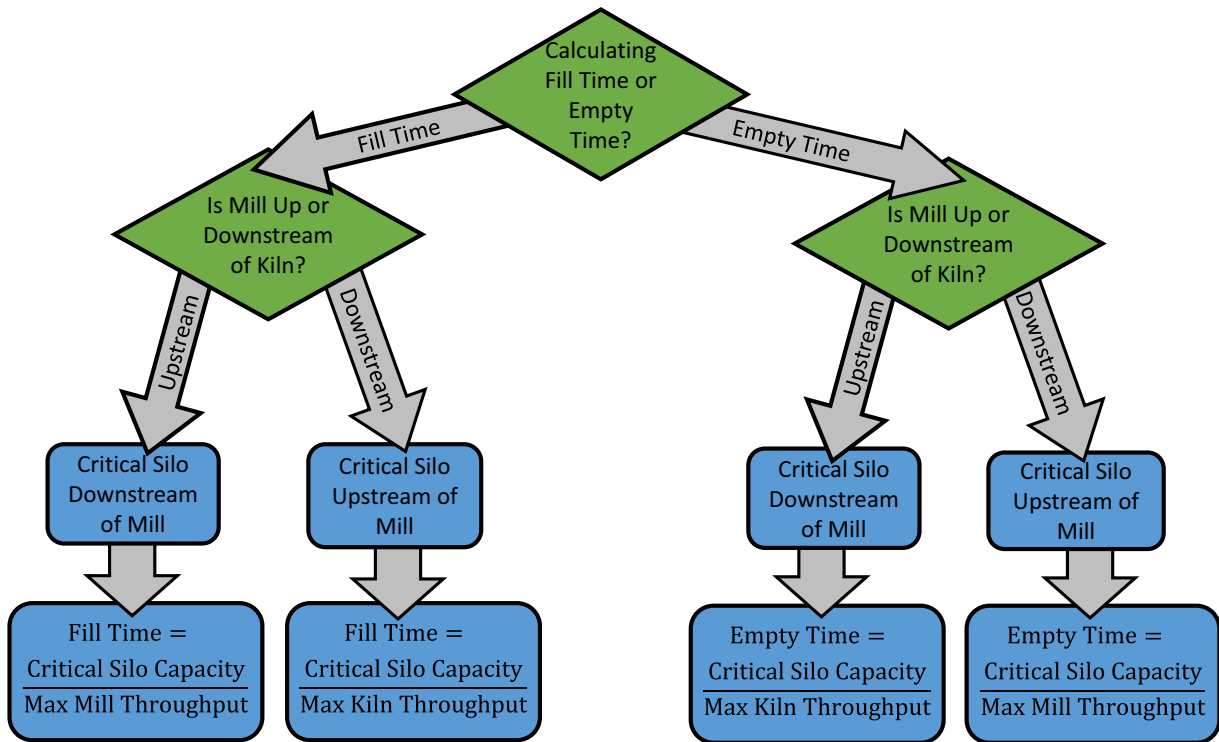 Calculating
Fill Time or
Empty
Time?
Fill Time
Empty Time
Is Mill Up or
Downstream
of Kiln?
Is Mill Up or
Downstream
of Kiln?
Upstream
Downstream
Upstream
Downstream
Critical Silo
Downstream
of Mill
Critical Silo
Upstream of
Mill
Critical Silo
Downstream
of Mill
Critical Silo
Upstream of
Mill
Fill Time =
Critical Silo Capacity
Max Mill Throughput
Fill Time =
Critical Silo Capacity
Max Kiln Throughput
Empty Time =
Critical Silo Capacity
Max Kiln Throughput
Empty Time =
Critical Silo Capacity
Max Mill Throughput